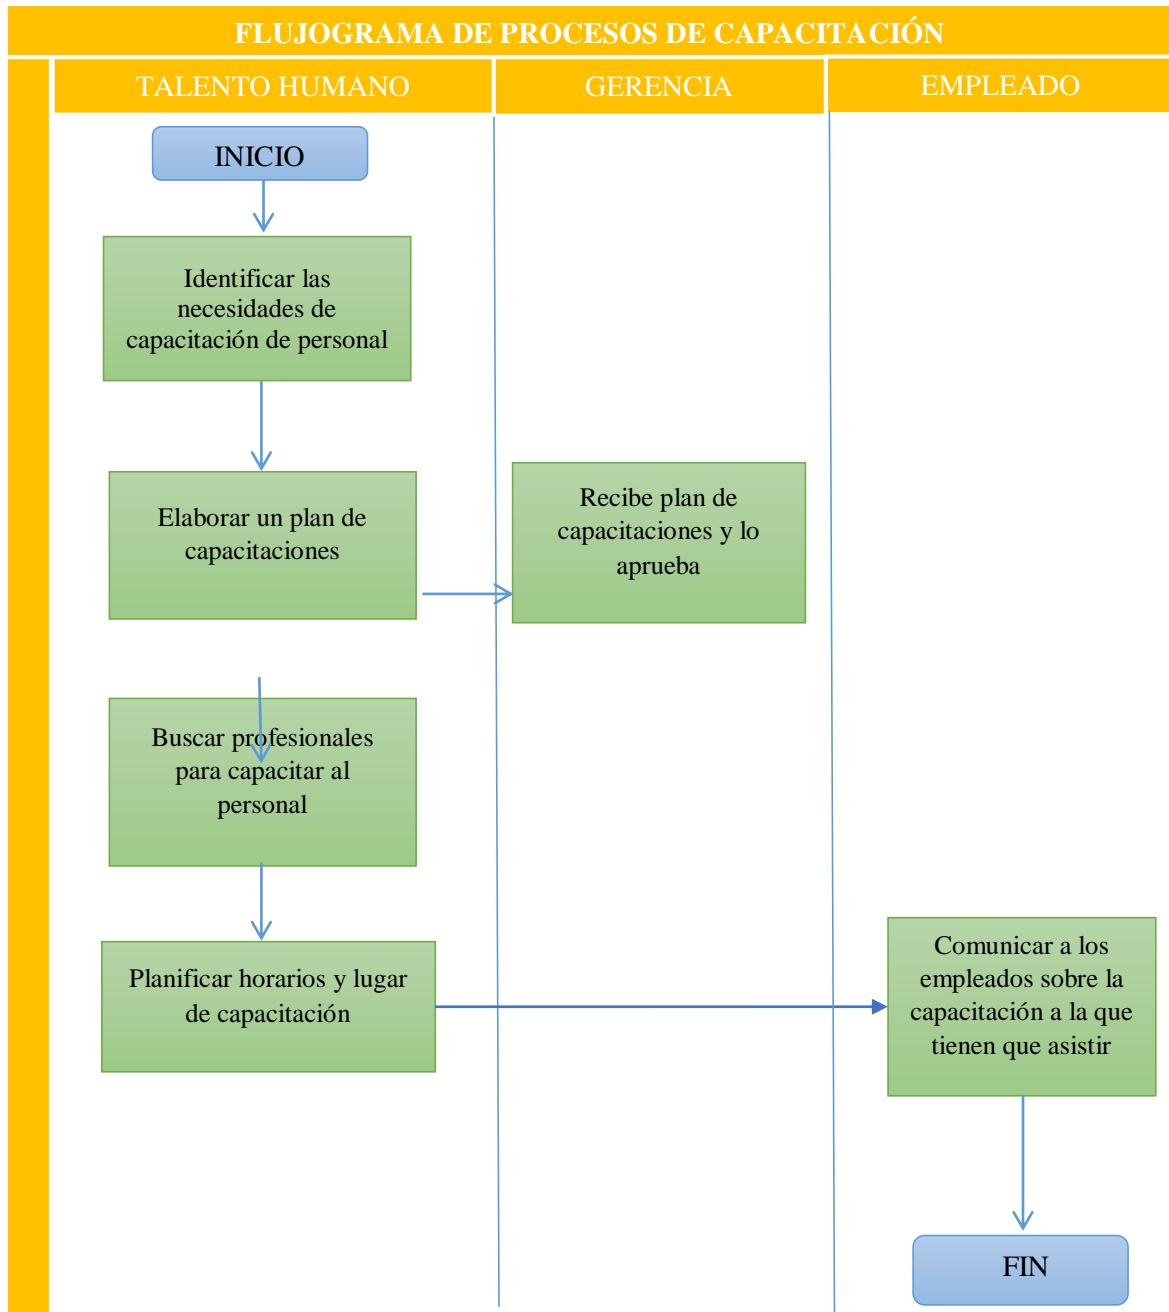 FLUJOGRAMA DE PROCESOS DE CAPACITACIÓN
TALENTO HUMANO
GERENCIA
EMPLEADO
INICIO
Identificar las
necesidades de
capacitación de personal
Elaborar un plan de
capacitaciones
Recibe plan de
capacitaciones y lo
aprueba
Buscar profesionales
para capacitar al
personal
Planificar horarios y lugar
de capacitación
Comunicar a los
empleados sobre la
capacitación a la que
tienen que asistir
FIN